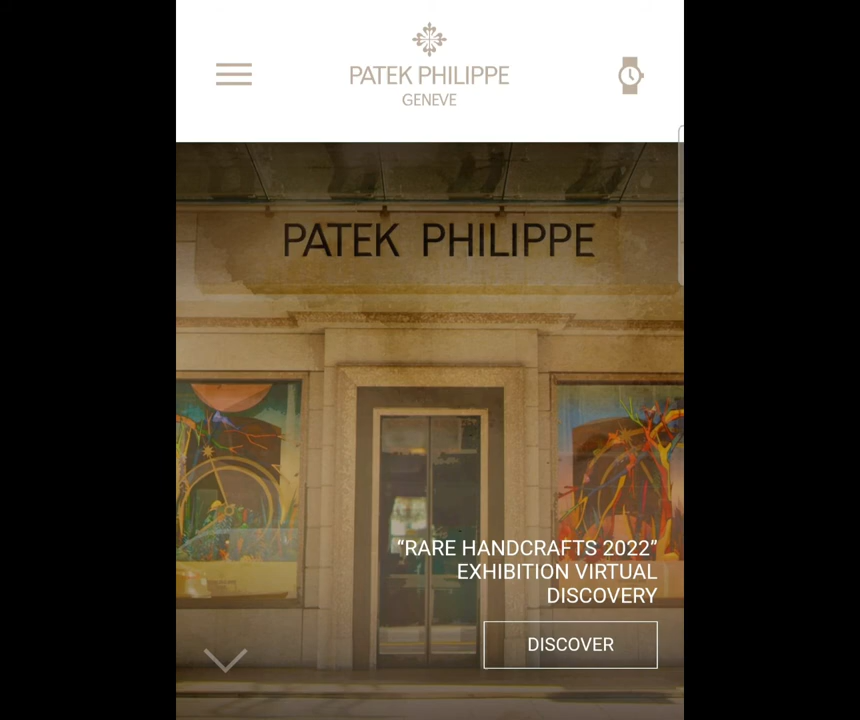 PATEK PHILIPPE
GENEVE
PATEK PHILIPPE
“RARE HANDCRAFTS 2022”
EXHIBITION VIRTUAL
DISCOVERY
DISCOVER